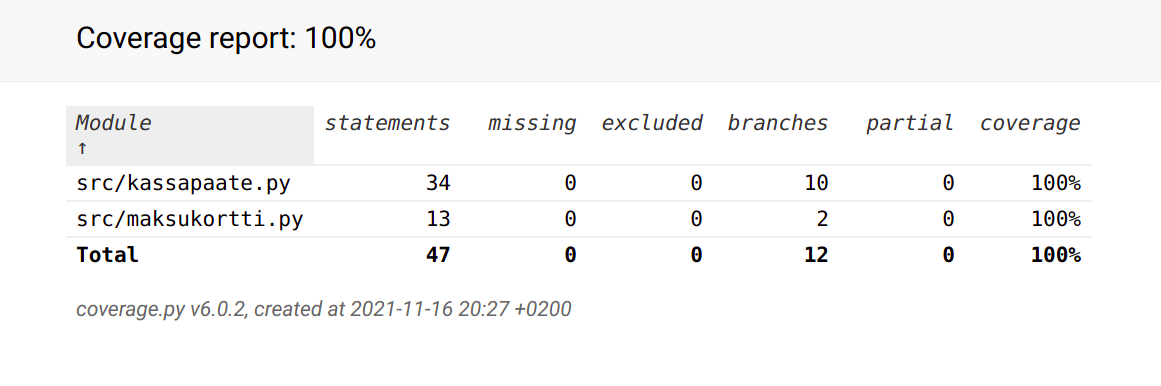 Coverage report: 100%
Module statements missing excluded branches partial coverage
↑
src/kassapaate.py 34 0 0 10 0 100%
src/maksukortti.py 13 0 0 2 0 100%
Total 47 0 0 12 0 100%
coverage.py v6.0.2, created at 2021-11-16 20:27 +0200